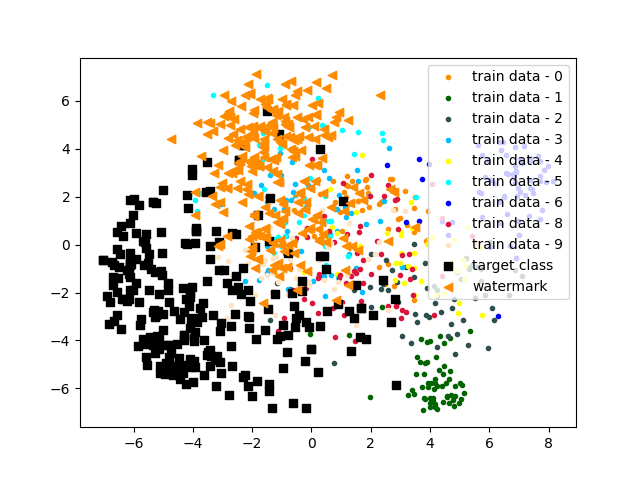 train data - 0
train data - 1
train data - 2
train data - 3
train data - 4
train data - 5
train data - 6
train data - 8
train data - 9
target class
watermark
6
4
2
0
−2
−4
−6
−6 −4 −2 0 2 4 6 8